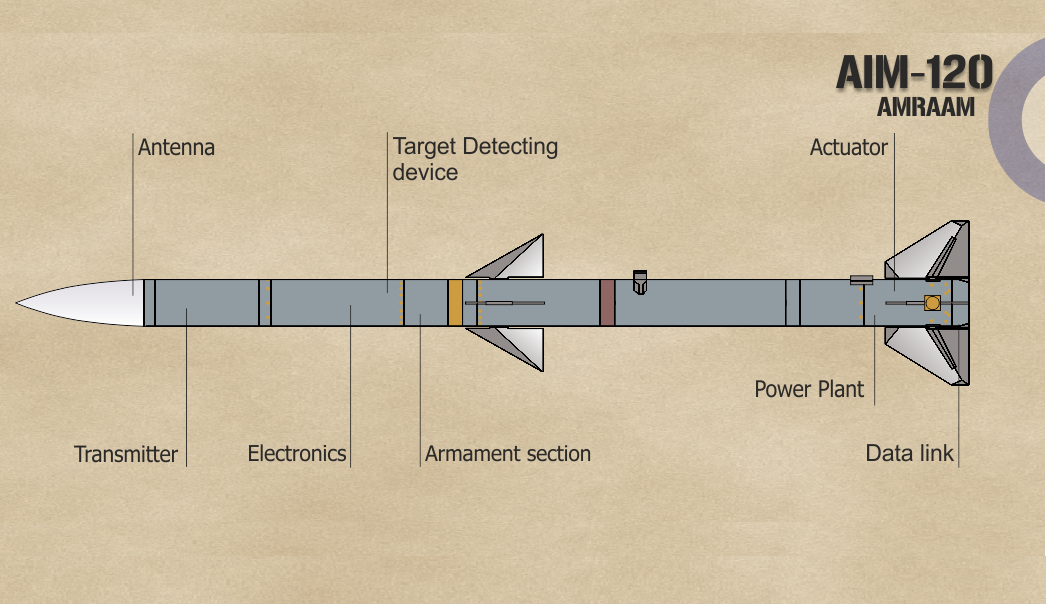 AIM-120
AMRAAM
Antenna
Target Detecting
device
Actuator
Power Plant
Transmitter
Electronics
Armament section
Data link